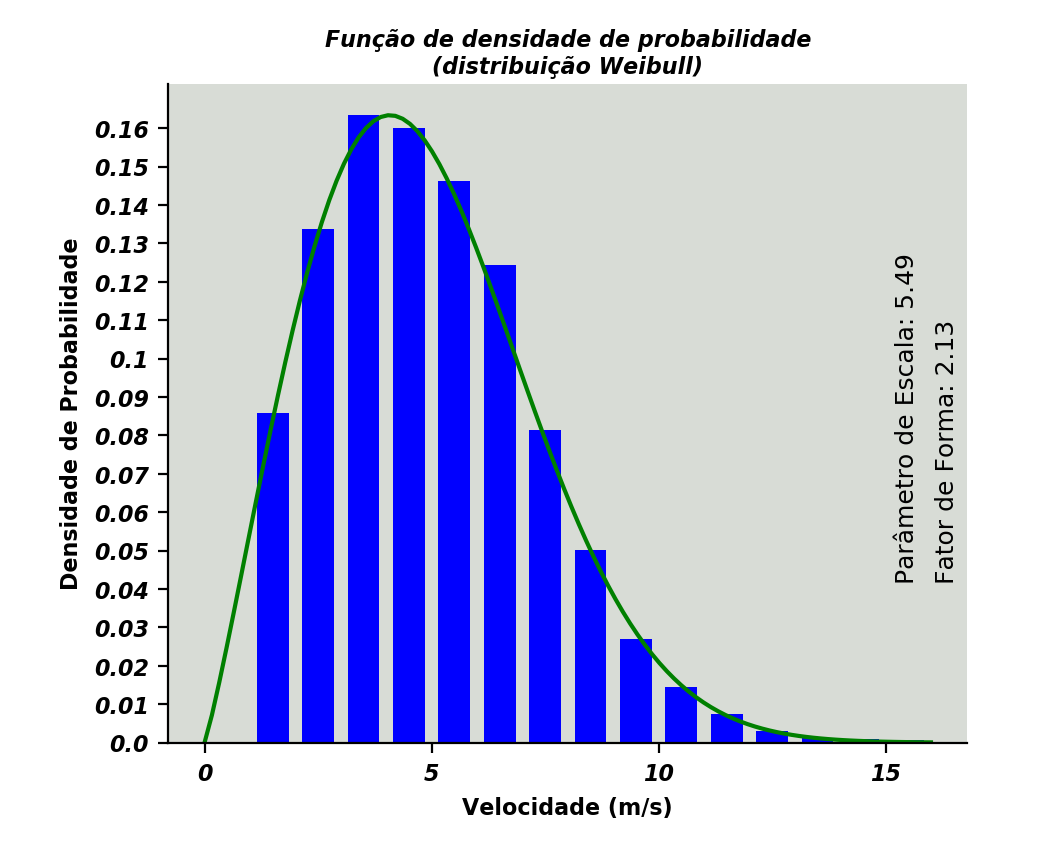 Função de densidade de probabilidade
(distribuição Weibull)
Densidade de Probabilidade
0.16
0.15
0.14
0.13
0.12
0.11
0.1
0.09
0.08
0.07
0.06
0.05
0.04
0.03
0.02
0.01
0.0
Parâmetro de Escala: 5.49
Fator de Forma: 2.13
0 5 10 15
Velocidade (m/s)